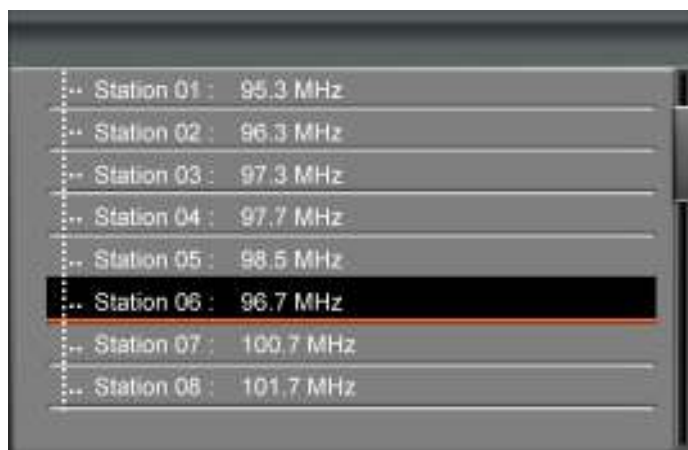 Station 01 : 95.3 MHz
Station 02 : 96.3 MHz
Station 03 : 97.3 MHz
Station 04 : 97.7 MHz
Station 05 : 98.5 MHz
Station 06 : 96.7 MHz
Station 07 : 100.7 MHz
Station 08 : 101.7 MHz